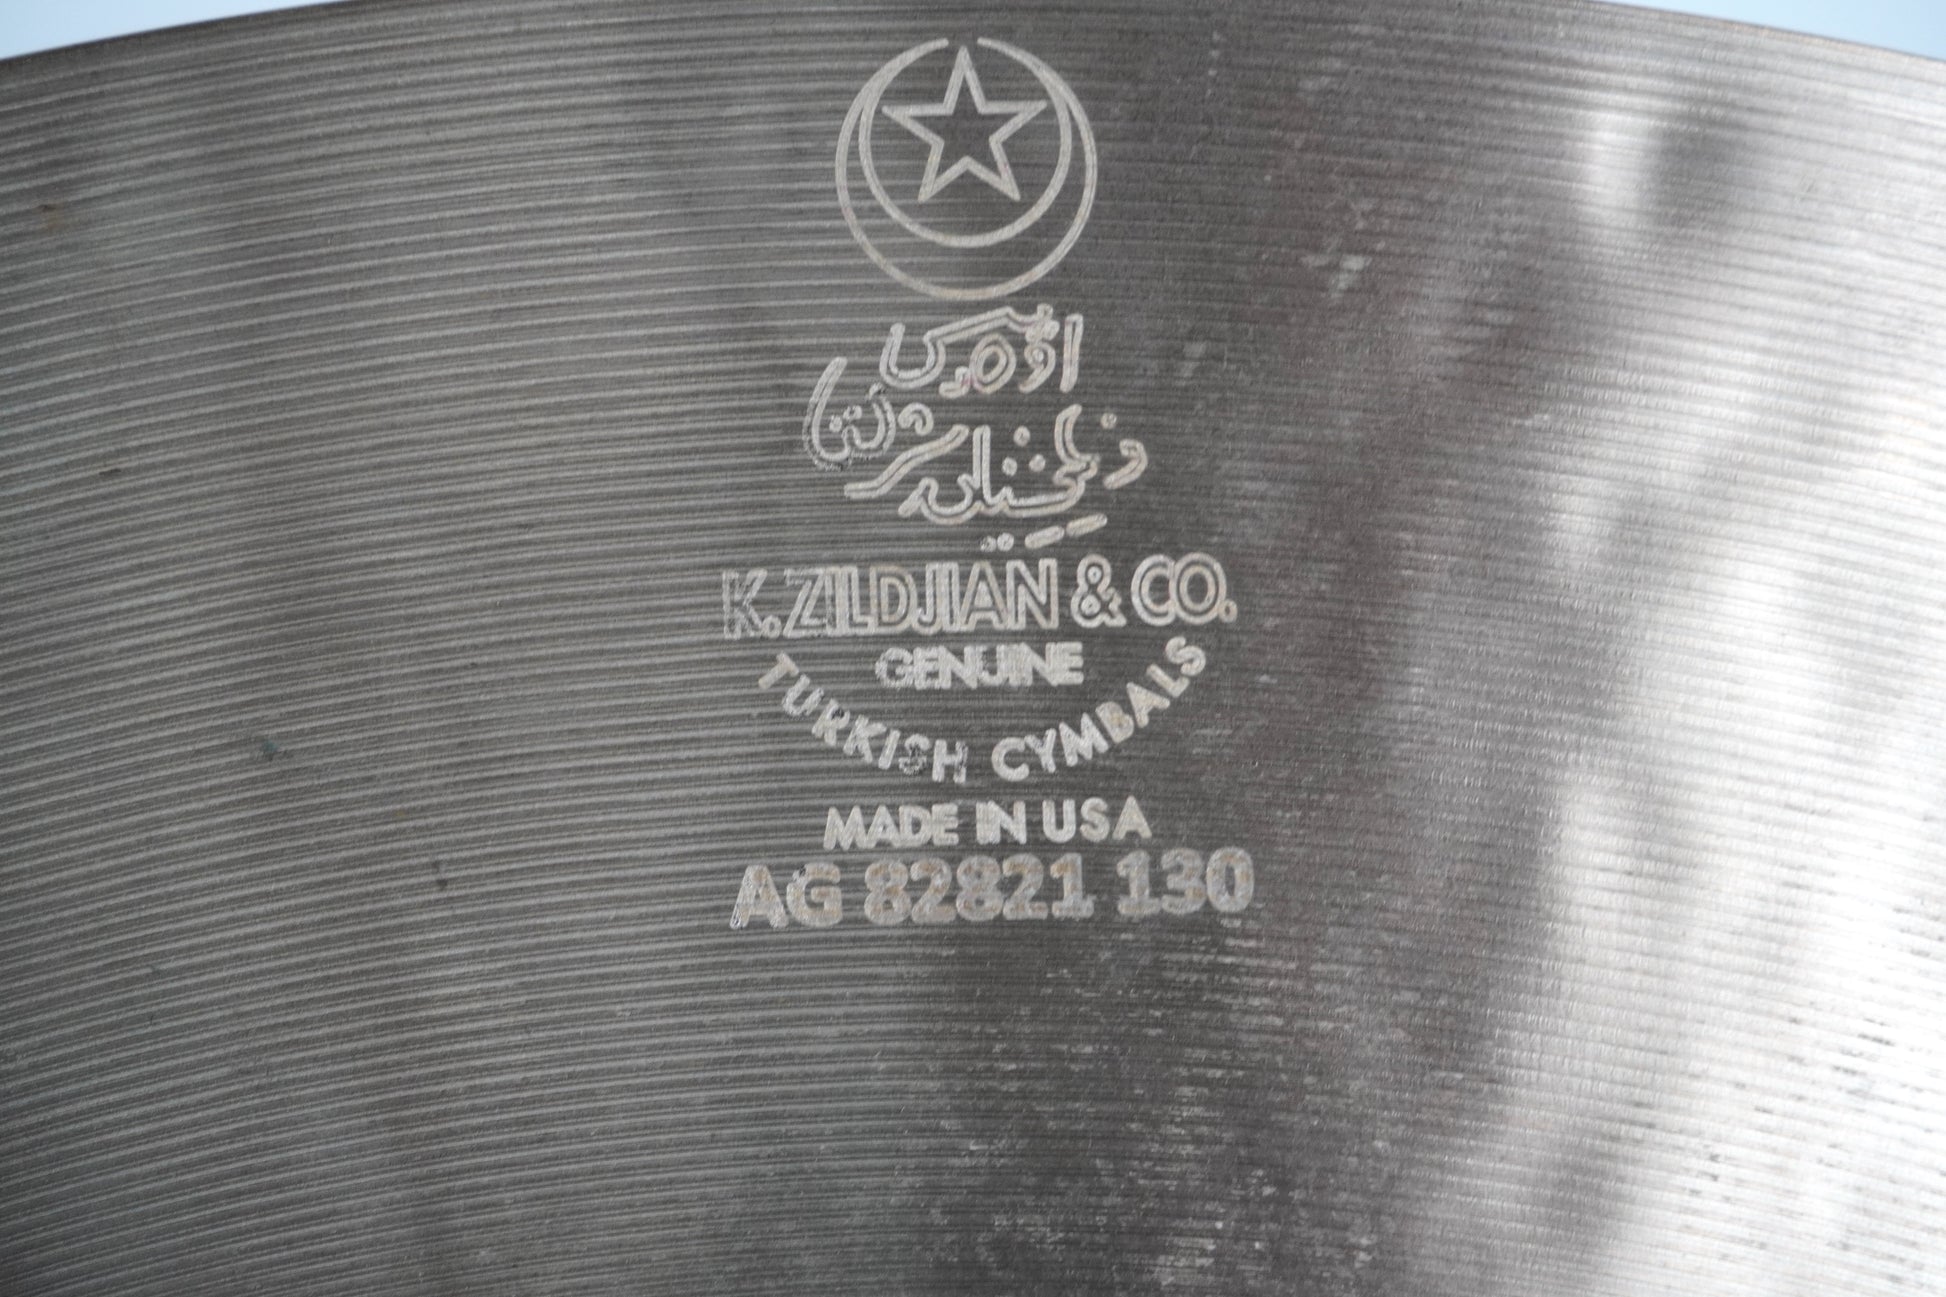 K. ZILDJIAN & CO.
GENUINE
TURKISH CYMBALS
MADE IN USA
AG 82821 130